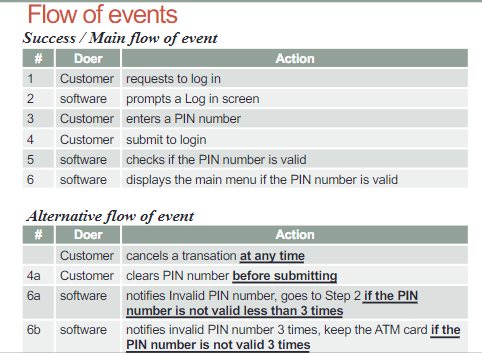 Flow of events
Success / Main flow of event
# Doer Action
1 Customer requests to log in
2 software prompts a Log in screen
3 Customer enters a PIN number
4 Customer submit to login
5 software checks if the PIN number is valid
6 software displays the main menu if the PIN number is valid
Alternative flow of event
# Doer Action
Customer cancels a transation at any time
4a Customer clears PIN number before submitting
6a software notifies Invalid PIN number, goes to Step 2 if the PIN
number is not valid less than 3 times
6b software notifies invalid PIN number 3 times, keep the ATM card if the
PIN number is not valid 3 times